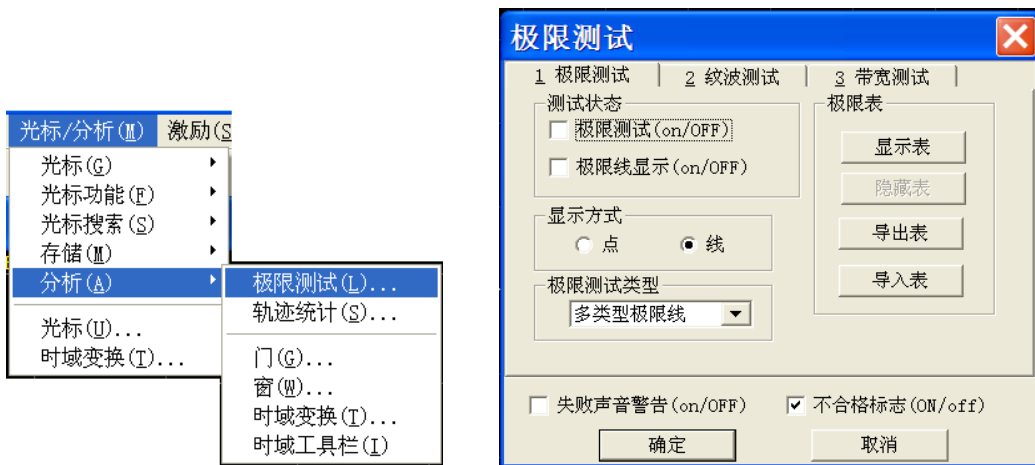 光标/分析(M) 激励(S
光标(G)
光标功能(F)
光标搜索(S)
存储(M)
分析(A)
光标(U)...
时域变换(T)...
极限测试(L)...
轨迹统计(S)...
门(G)...
窗(W)...
时域变换(T)...
时域工具栏(I)
极限测试
1 极限测试 2 纹波测试 3 带宽测试
测试状态
极限测试(on/OFF)
极限线显示(on/OFF)
显示方式
点 线
极限测试类型
多类型极限线
极限表
显示表
隐藏表
导出表
导入表
失败声音警告(on/OFF) 不合格标志(ON/off)
确定 取消